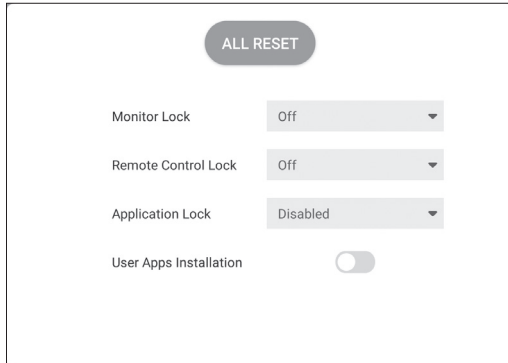 ALL RESET
Monitor Lock Off
Remote Control Lock Off
Application Lock Disabled
User Apps Installation